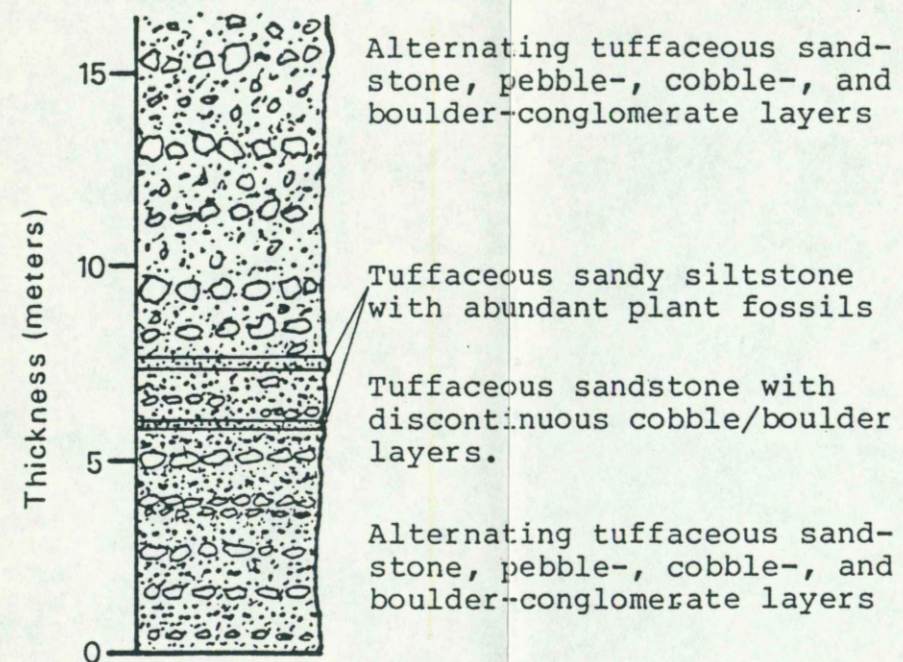 Alternating tuffaceous sand-
stone, pebble-, cobble-, and
boulder-conglomerate layers
Tuffaceous sandy siltstone
with abundant plant fossils
Tuffaceous sandstone with
discontinuous cobble/boulder
layers.
Alternating tuffaceous sand-
stone, pebble-, cobble-, and
boulder-conglomerate layers
Thickness (meters)
15
10
5
0